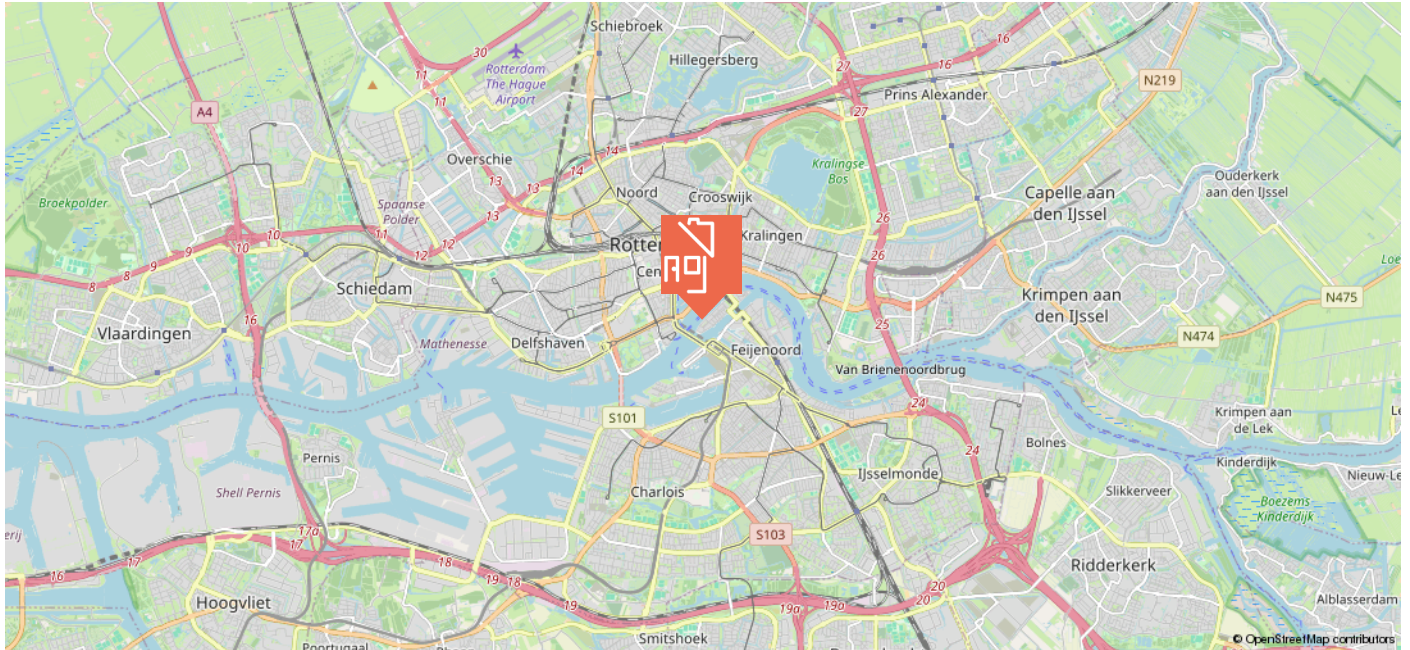 Schiebroek
30
Hillegersberg
27
16
16
11
Rotterdam
The Hague
Airport
N219
11
Prins Alexander
A4
27
14
Overschie
Kralingse
Bos
Ouderkerk
aan den IJssel
13
13
14
Noord
Crooswijk
Capelle aan
den IJssel
Broekpolder
Spaanse
Polder
13
26
11
Kralingen
10
10
9
9
12
12
Rotter
26
8
8
Cen
Schiedam
Krimpen aan
den IJssel
N475
16
25
Vlaardingen
N474
Mathenesse
Delfshaven
Feijenoord
Van Brienenoordbrug
24
S101
Krimpen aan
de Lek
Bolnes
24
Pernis
Kinderdijk
IJsselmonde
Nieuw-Le
Shell Pernis
Charlois
Slikkerveer
Boezems
Kinderdijk
17a
S103
erij
17
17
16
18
19
18
Ridderkerk
20
20
Hoogvliet
19
19a
19a
Alblasserdam
Smitshoek
Poortugaal
© OpenStreetMap contributors